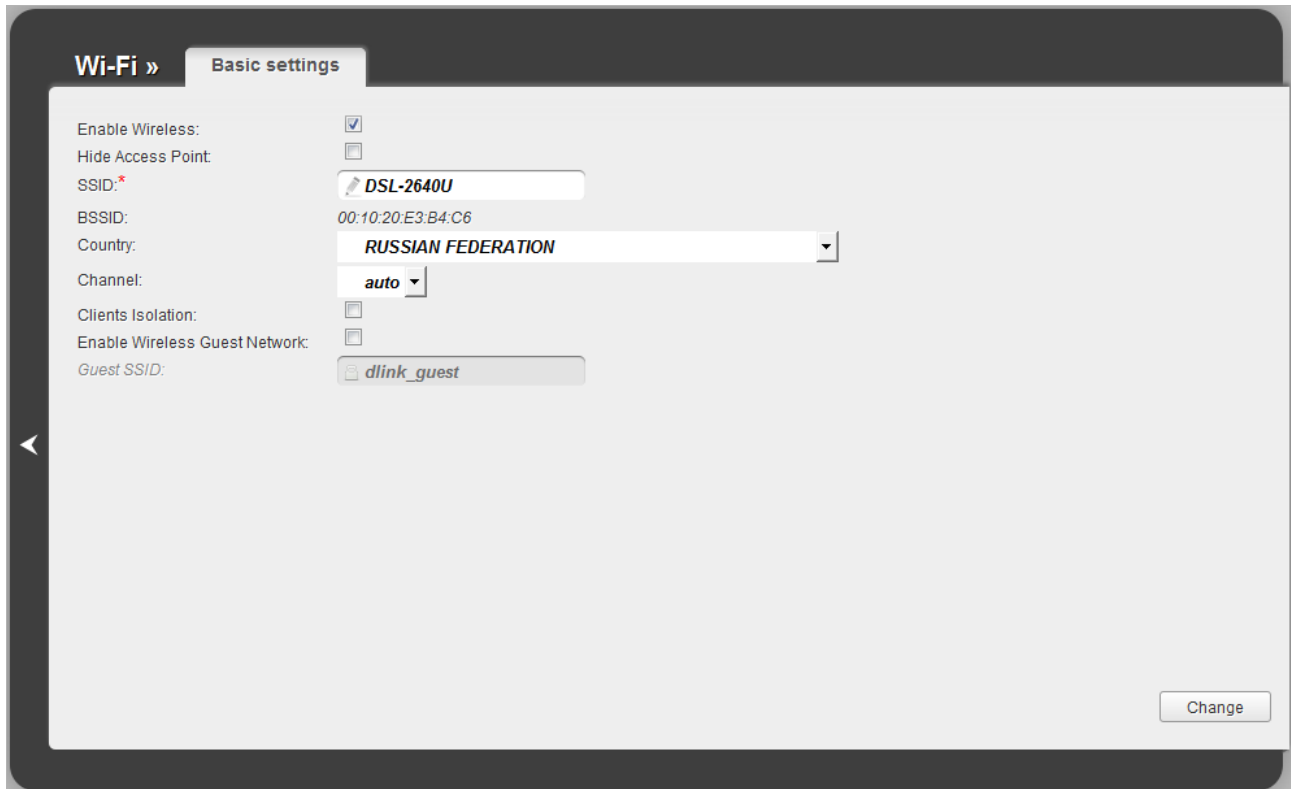 Wi-Fi » Basic settings
Enable Wireless:
Hide Access Point:
SSID:* DSL-2640U
BSSID: 00:10:20:E3:B4:C6
Country: RUSSIAN FEDERATION
Channel: auto
Clients Isolation:
Enable Wireless Guest Network:
Guest SSID: dlink_guest
Change